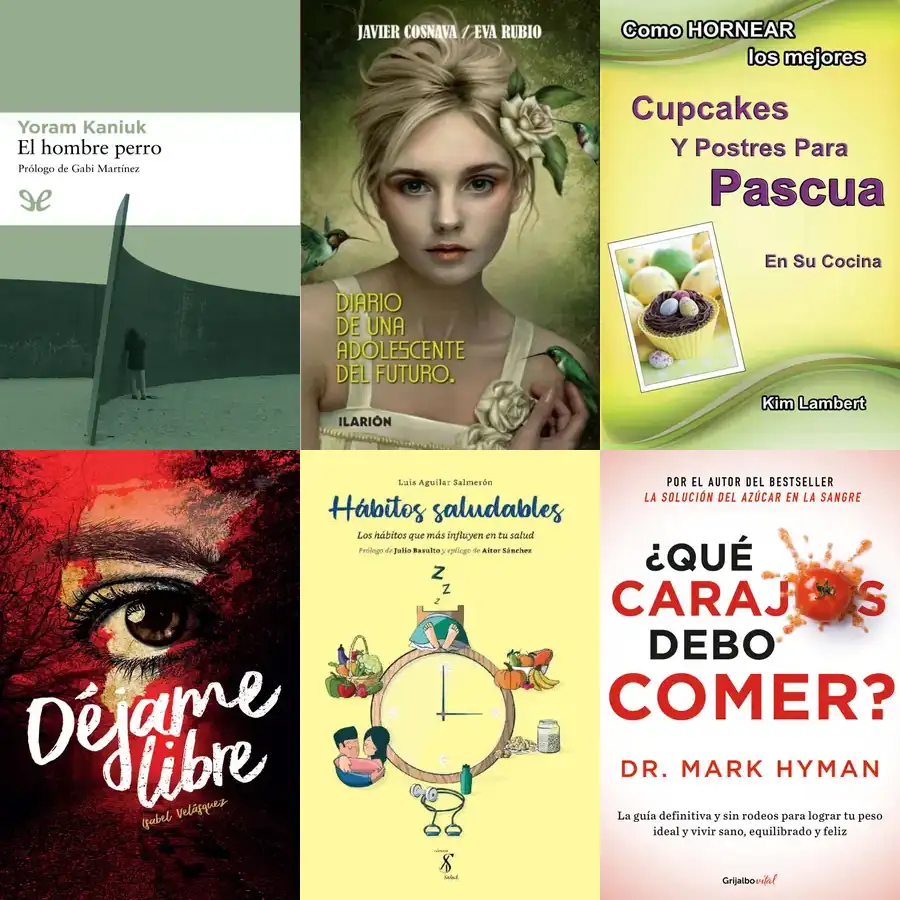 Yoram Kaniuk
El hombre perro
Prólogo de Gabi Martínez
JAVIER COSNAVA / EVA RUBIO
DIARIO
DE UNA
ADOLESCENTE
DEL FUTURO.
ILARIÓN
Como HORNEAR
los mejores
Cupcakes
Y Postres Para
Pascua
En Su Cocina
Kim Lambert
Déjame
libre
Isabel Velásquez
Luis Aguilar Salmerón
Hábitos saludables
Los hábitos que más influyen en tu salud
Prólogo de Julio Basulto y epílogo de Aitor Sánchez
Z
Z
Z
Salud
POR EL AUTOR DEL BESTSELLER
LA SOLUCIÓN DEL AZÚCAR EN LA SANGRE
¿QUÉ
CARAJOS
DEBO
COMER?
DR. MARK HYMAN
La guía definitiva y sin rodeos para lograr tu peso
ideal y vivir sano, equilibrado y feliz
Grijalbo vital